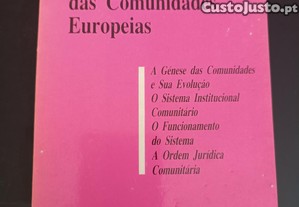 das Comunidades
Custojusto.pt
Europeias
A Génese das Comunidades
e Sua Evolução
O Sistema Institucional
Comunitário
O Funcionamento
do Sistema
A Ordem Jurídica
Comunitária